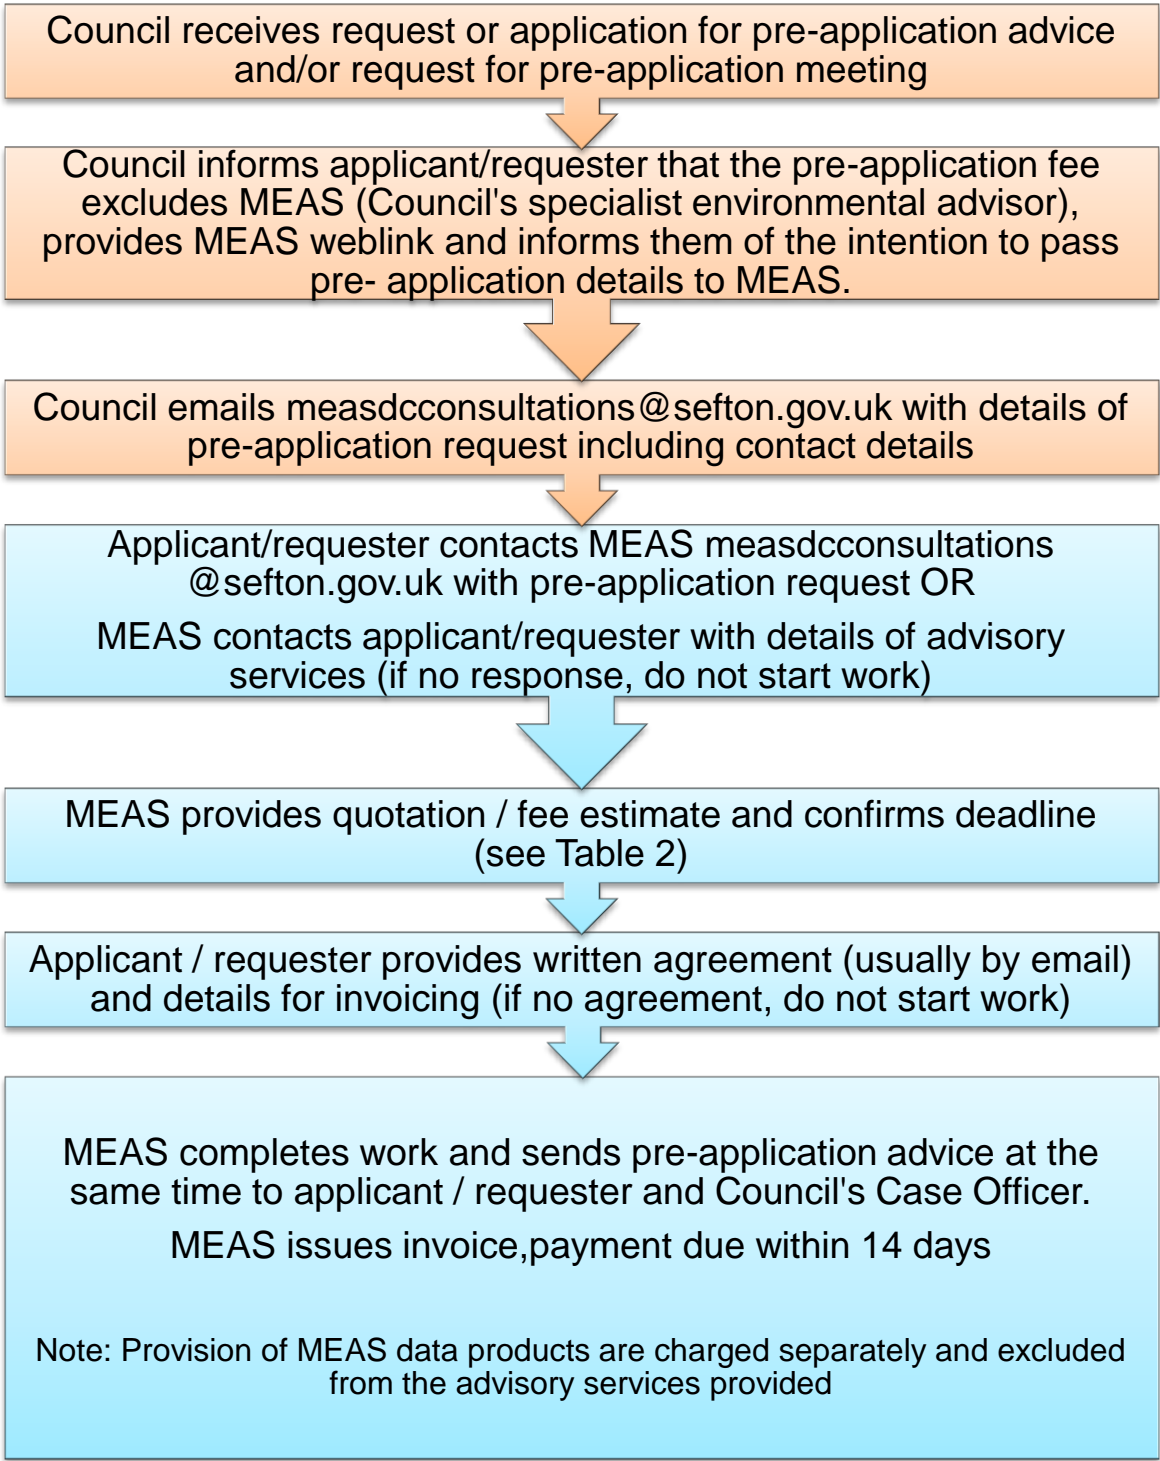 Council receives request or application for pre-application advice
and/or request for pre-application meeting
Council informs applicant/requester that the pre-application fee
excludes MEAS (Council's specialist environmental advisor),
provides MEAS weblink and informs them of the intention to pass
pre- application details to MEAS.
Council emails measdcconsultations@sefton.gov.uk with details of
pre-application request including contact details
Applicant/requester contacts MEAS measdcconsultations
@sefton.gov.uk with pre-application request OR
MEAS contacts applicant/requester with details of advisory
services (if no response, do not start work)
MEAS provides quotation / fee estimate and confirms deadline
(see Table 2)
Applicant / requester provides written agreement (usually by email)
and details for invoicing (if no agreement, do not start work)
MEAS completes work and sends pre-application advice at the
same time to applicant / requester and Council's Case Officer.
MEAS issues invoice,payment due within 14 days
Note: Provision of MEAS data products are charged separately and excluded
from the advisory services provided